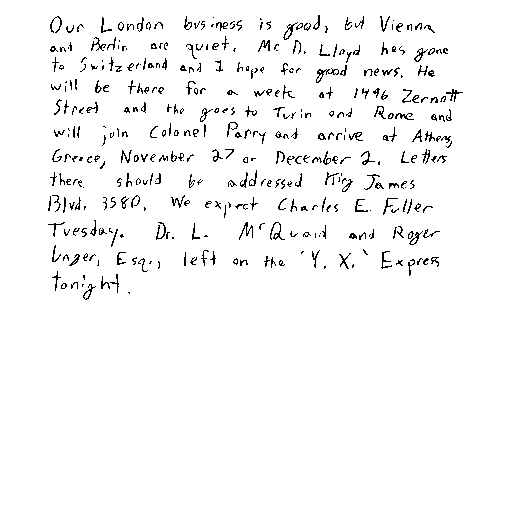 Our London business is good, but Vienna
and Berlin are quiet. Mr D. Lloyd has gone
to Switzerland and I hope for good news. He
will be there for a week at 1496 Zermott
Street and the goes to Turin and Rome and
will join Colonel Parry and arrive at Athens,
Greece, November 27 or December 2. Letters
there should be addressed King James
Blvd. 3580. We expect Charles E. Fuller
Tuesday. Dr. L. McQuaid and Roger
Unger, Esq., left on the 'Y. X.' Express
tonight.